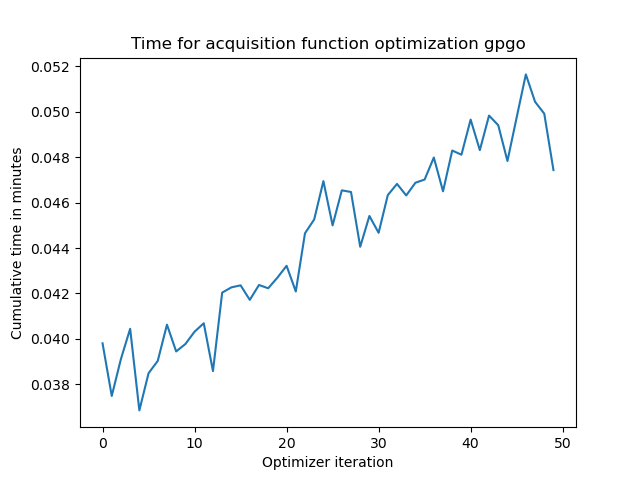 Time for acquisition function optimization gpgo
0.052
0.050
0.048
0.046
0.044
0.042
0.040
0.038
Cumulative time in minutes
0 10 20 30 40 50
Optimizer iteration